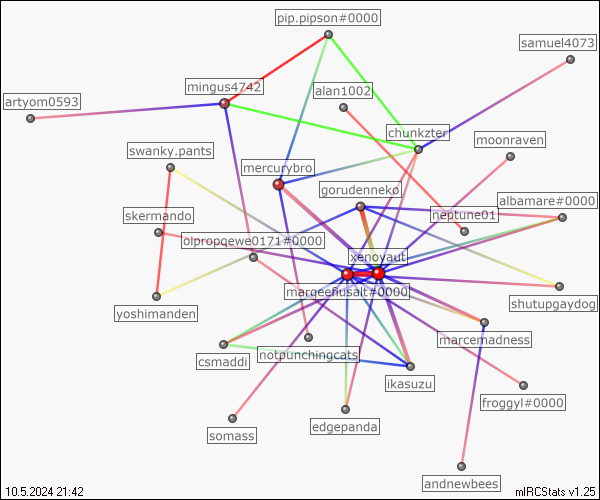 pip.pipson#0000
samuel4073
mingus4742
alan1002
artyom0593
chunkzter
moonraven
swanky.pants
mercurybro
gorudenneko
albamare#0000
skermando
neptune01
oipropqewe0171#0000
xenoyaut
marqeefiusalt#0000
yoshimanden
shutupgaydog
marcemadness
notpunchingcats
csmaddi
ikasuzu
froggyl#0000
edgepanda
somass
andnewbees
10.5.2024 21:42
mIRCStats v1.25